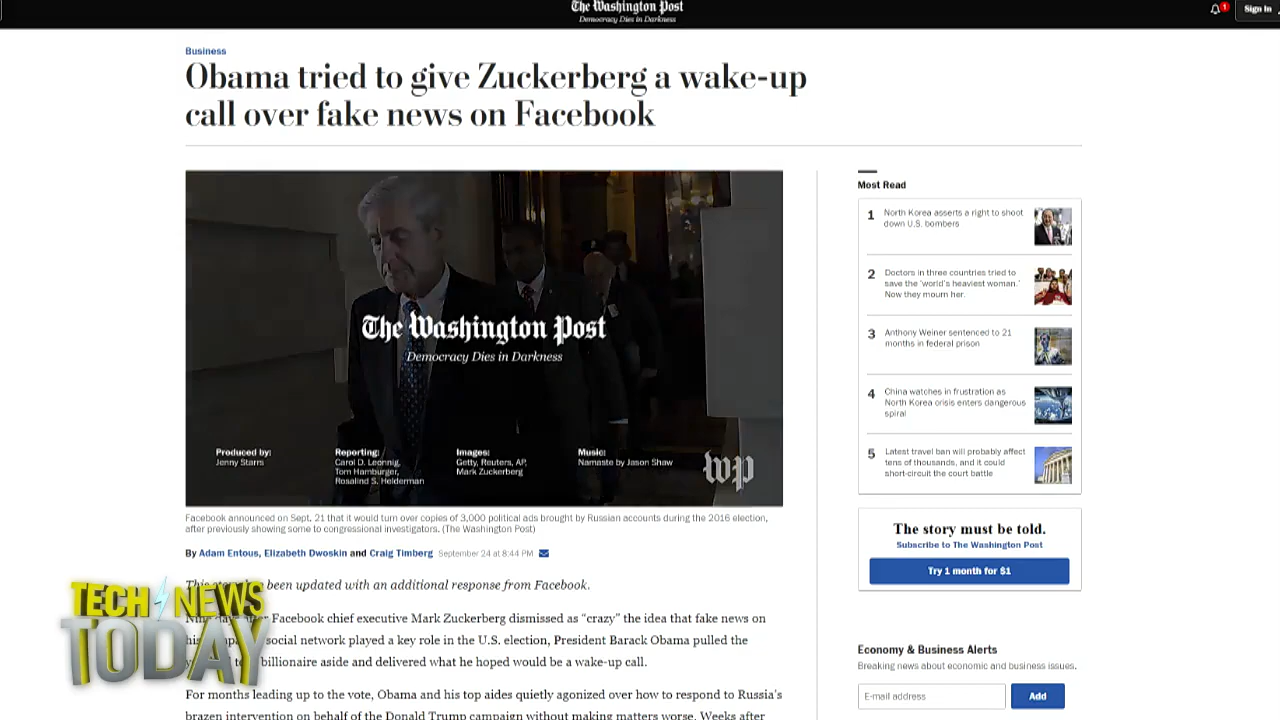 The Washington Post
Democracy Dies in Darkness
1
Sign In
Business
Obama tried to give Zuckerberg a wake-up
call over fake news on Facebook
The Washington Post
Democracy Dies in Darkness
Produced by:
Jenny Starrs
Reporting:
Carol D. Leonnig,
Tom Hamburger,
Rosalind S. Helderman
Images:
Getty, Reuters, AP,
Mark Zuckerberg
Music:
Namaste by Jason Shaw
wp
Facebook announced on Sept. 21 that it would turn over copies of 3,000 political ads brought by Russian accounts during the 2016 election,
after previously showing some to congressional investigators. (The Washington Post)
By Adam Entous, Elizabeth Dwoskin and Craig Timberg September 24 at 8:44 PM
This been updated with an additional response from Facebook.
Facebook chief executive Mark Zuckerberg dismissed as “crazy” the idea that fake news on
his social network played a key role in the U.S. election, President Barack Obama pulled the
billionaire aside and delivered what he hoped would be a wake-up call.
For months leading up to the vote, Obama and his top aides quietly agonized over how to respond to Russia's
brazen intervention on behalf of the Donald Trump campaign without making matters worse. Weeks after
TECH NEWS
TODAY
Most Read
1 North Korea asserts a right to shoot
down U.S. bombers
2 Doctors in three countries tried to
save the ‘world's heaviest woman.’
Now they mourn her.
3 Anthony Weiner sentenced to 21
months in federal prison
4 China watches in frustration as
North Korea crisis enters dangerous
spiral
5 Latest travel ban will probably affect
tens of thousands, and it could
short-circuit the court battle
The story must be told.
Subscribe to The Washington Post
Try 1 month for $1
Economy & Business Alerts
Breaking news about economic and business issues.
E-mail address
Add